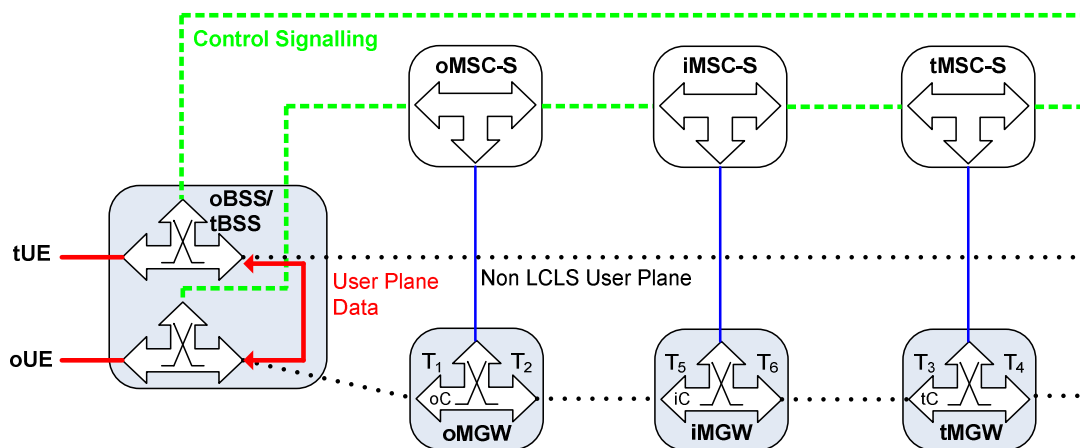 Control Signalling
oMSC-S
iMSC-S
tMSC-S
oBSS/
tBSS
tUE
User Plane
Data
Non LCLS User Plane
oUE
T1
T2
T5
T6
T3
T4
oC
iC
tC
oMGW
iMGW
tMGW